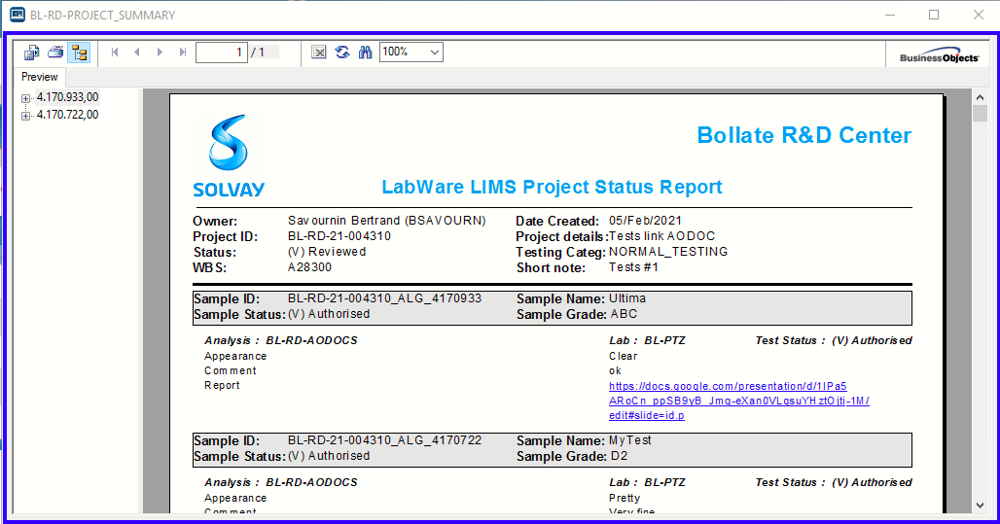 BL-RD-PROJECT_SUMMARY
1 / 1
100%
BusinessObjects
Preview
4.170.933,00
4.170.722,00
SOLVAY
Bollate R&D Center
LabWare LIMS Project Status Report
Owner: Savournin Bertrand (BSAVOURN) Date Created: 05/Feb/2021
Project ID: BL-RD-21-004310 Project details: Tests link AODOC
Status: (V) Reviewed Testing Categ: NORMAL_TESTING
WBS: A28300 Short note: Tests #1
Sample ID: BL-RD-21-004310_ALG_4170933 Sample Name: Ultima
Sample Status: (V) Authorised Sample Grade: ABC
Analysis : BL-RD-AODOCS Lab : BL-PTZ Test Status : (V) Authorised
Appearance Clear
Comment ok
Report https://docs.google.com/presentation/d/1IPa5
ARoCn_ppSB9yB_Jmq-eXan0VLgsuYHztOjtj-1M/
edit#slide=id.p
Sample ID: BL-RD-21-004310_ALG_4170722 Sample Name: MyTest
Sample Status: (V) Authorised Sample Grade: D2
Analysis : BL-RD-AODOCS Lab : BL-PTZ Test Status : (V) Authorised
Appearance Pretty
Comment Very fine